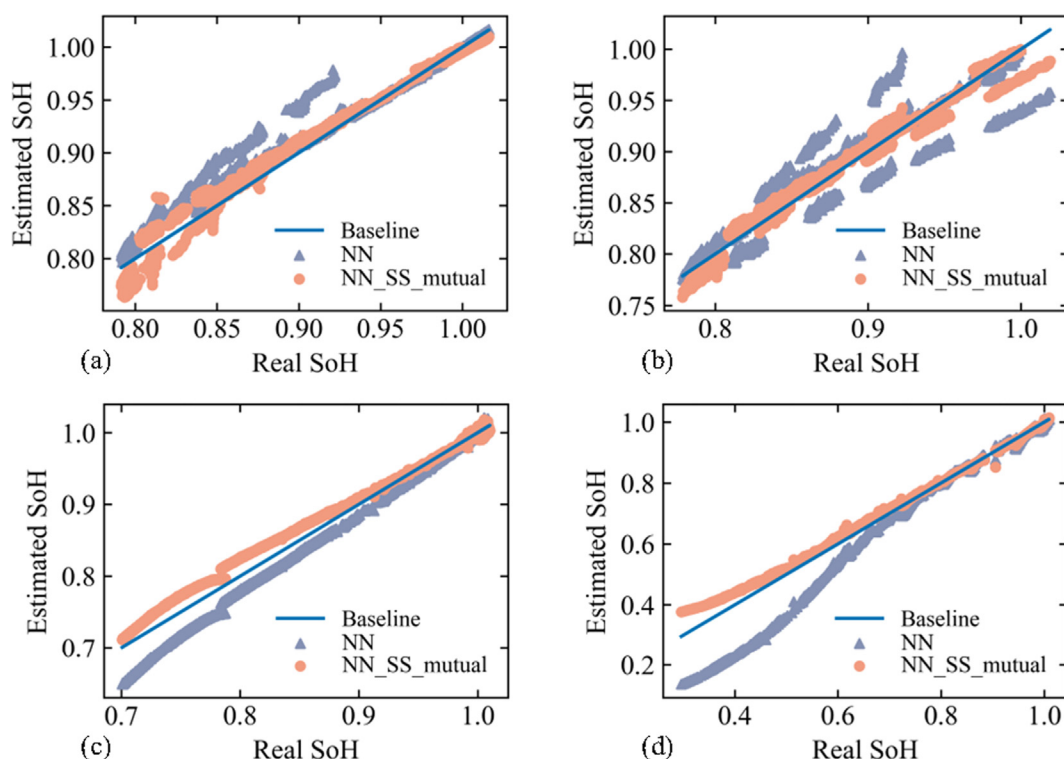 1.00
0.95
0.90
0.85
0.80
Estimated SoH
Baseline
NN
NN_SS_mutual
0.80 0.85 0.90 0.95 1.00
(a) Real SoH
1.00
0.95
0.90
0.85
0.80
0.75
Estimated SoH
Baseline
NN
NN_SS_mutual
0.8 0.9 1.0
(b) Real SoH
1.0
0.9
0.8
0.7
Estimated SoH
Baseline
NN
NN_SS_mutual
0.7 0.8 0.9 1.0
(c) Real SoH
1.0
0.8
0.6
0.4
0.2
Estimated SoH
Baseline
NN
NN_SS_mutual
0.4 0.6 0.8 1.0
(d) Real SoH